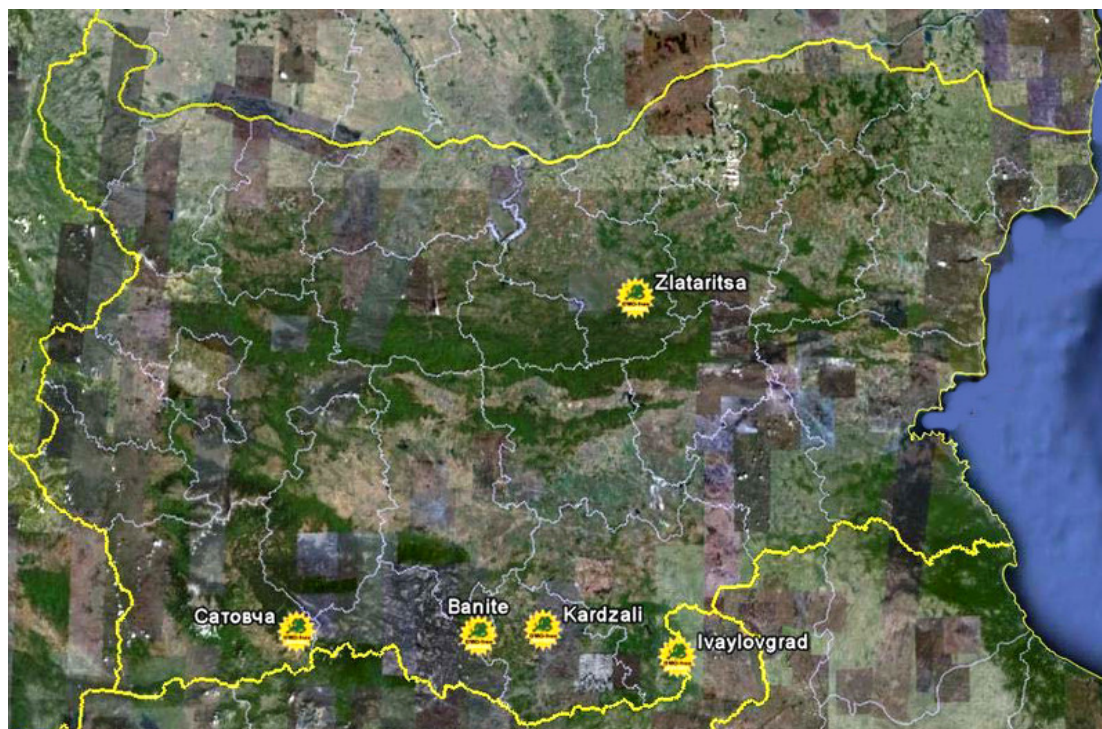 Zlataritsa
Сатовча
Banite
Kardzali
Ivaylovgrad